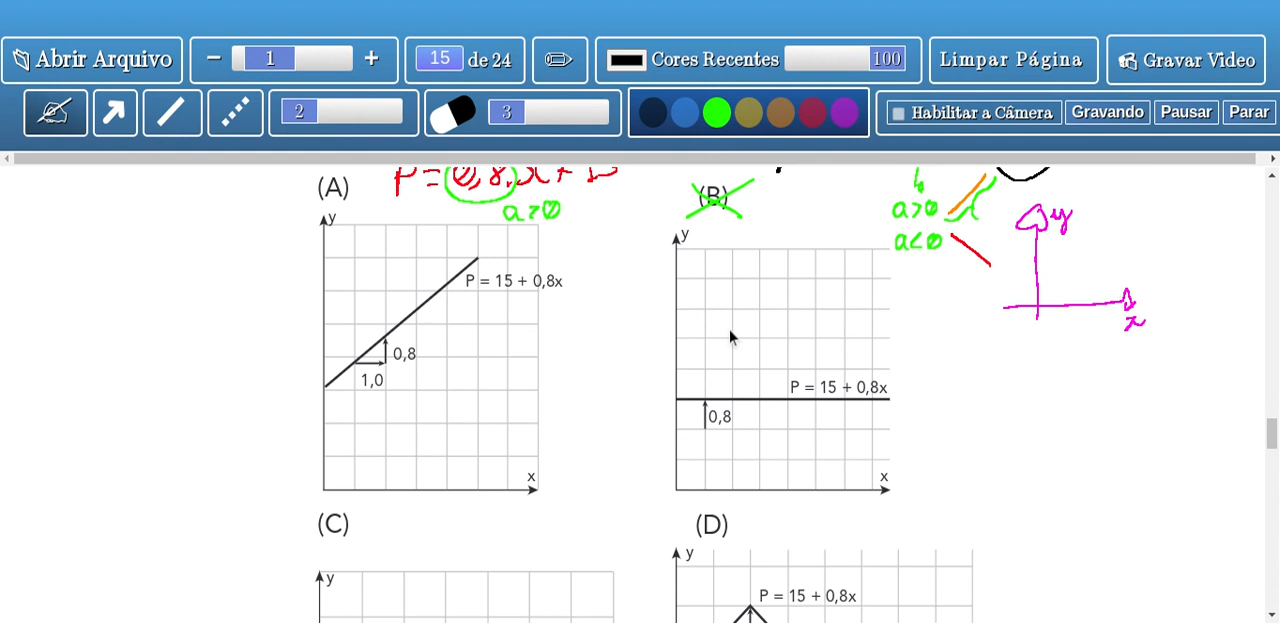 Abrir Arquivo
− 1 +
15 de 24
Cores Recentes 100
Limpar Página
Gravar Video
2
3
Habilitar a Câmera Gravando Pausar Parar
(A)
P = 0,8.x +
a>0
y
P = 15 + 0,8x
0,8
1,0
x
(B)
y
P = 15 + 0,8x
0,8
x
a>0
a<0
y
x
(C)
y
(D)
y
P = 15 + 0,8x